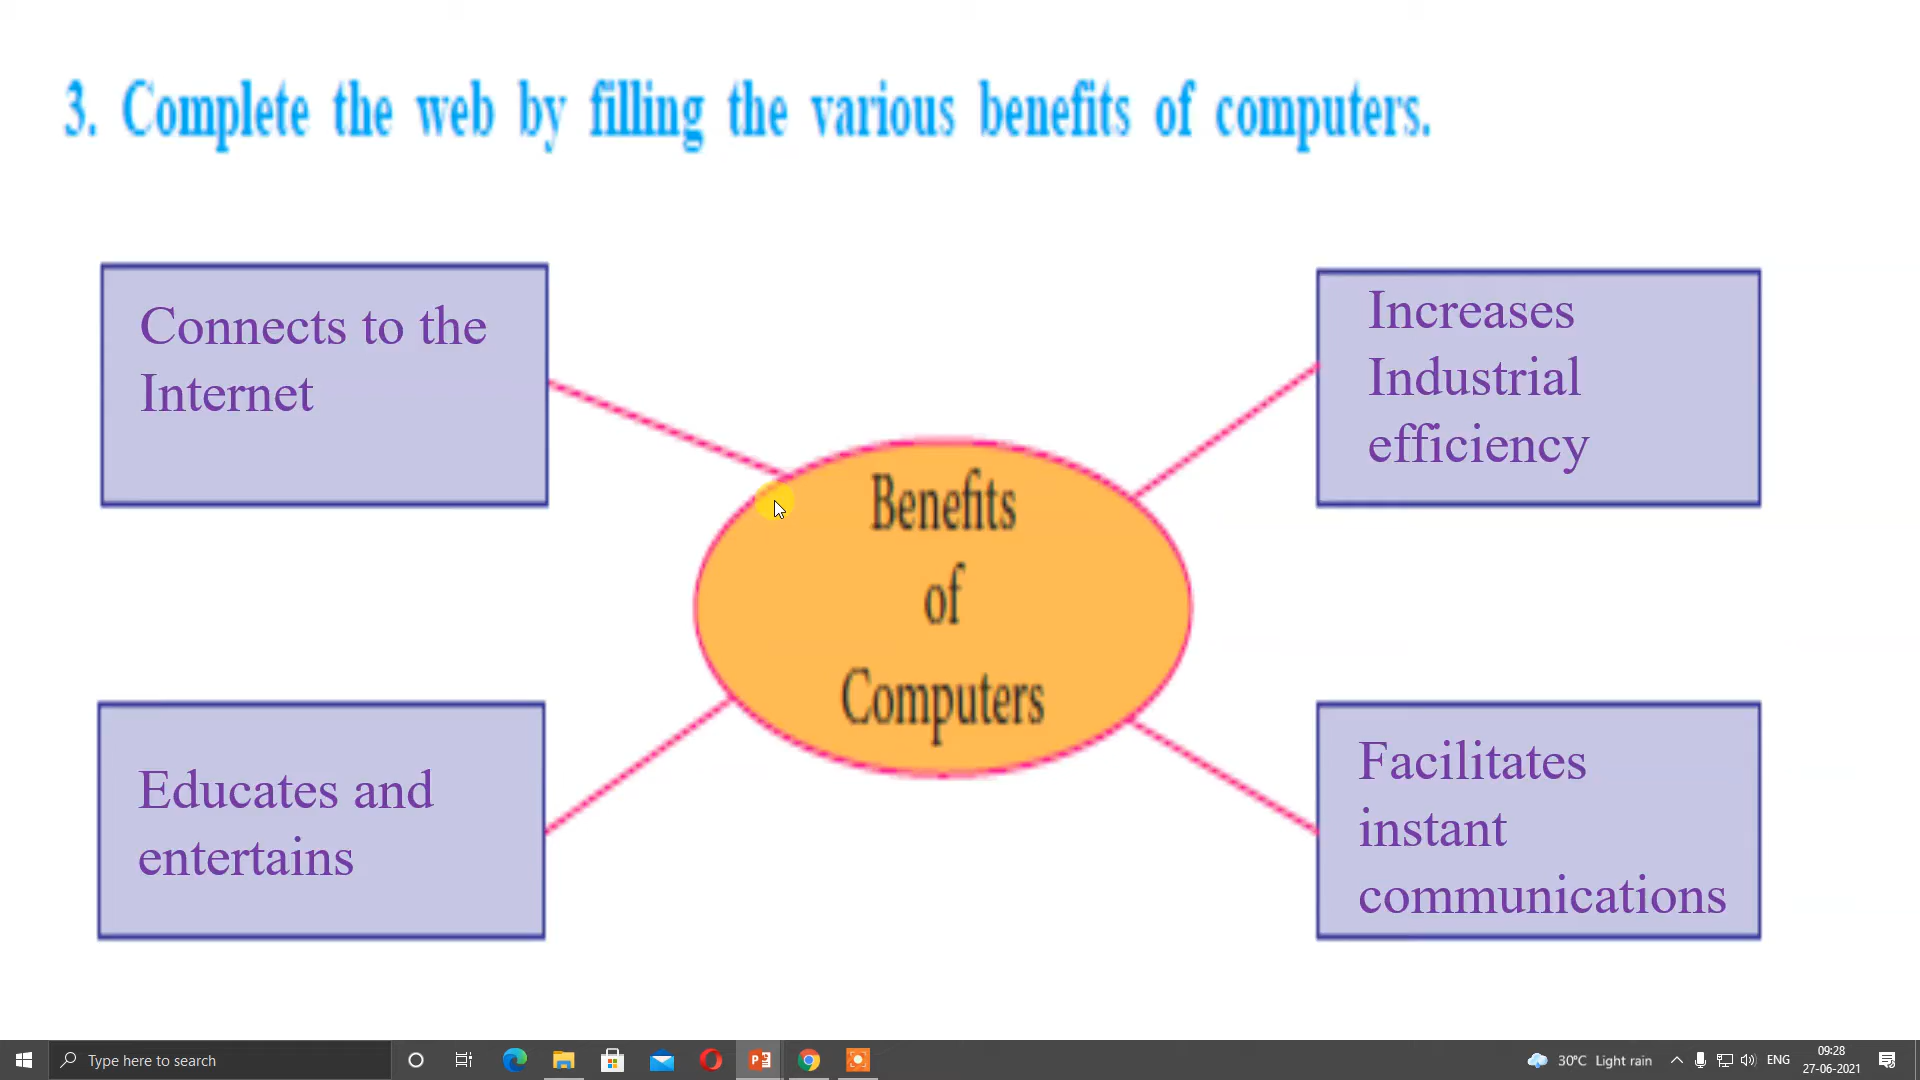 3. Complete the web by filling the various benefits of computers.
Connects to the
Internet
Increases
Industrial
efficiency
Benefits
of
Computers
Educates and
entertains
Facilitates
instant
communications
Type here to search
30°C Light rain
ENG
09:28
27-06-2021